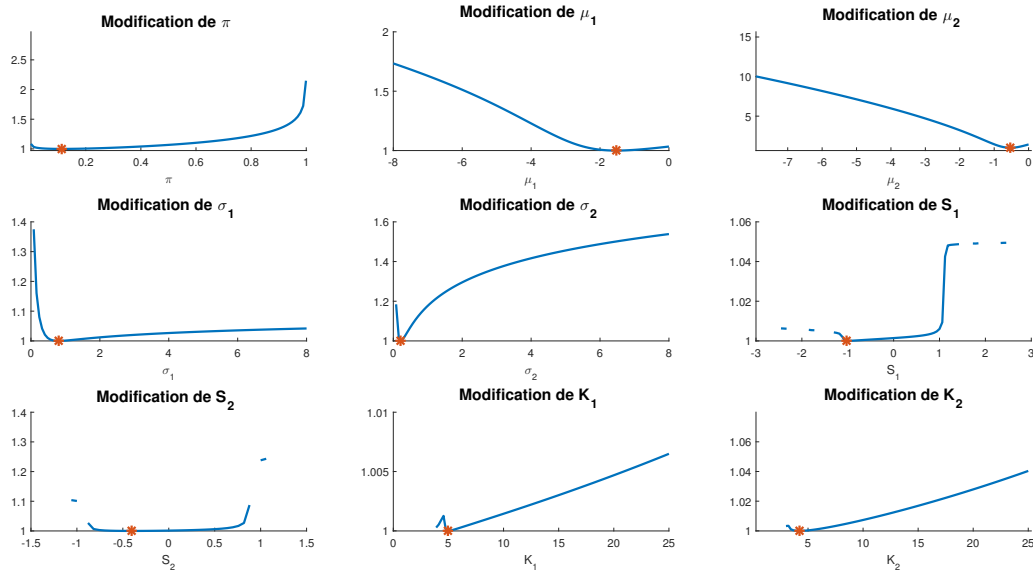 Modification de π
2.5
2
1.5
1
0.2 0.4 0.6 0.8 1
π
Modification de μ1
2
1.5
1
-8 -6 -4 -2 0
μ1
Modification de μ2
15
10
5
-7 -6 -5 -4 -3 -2 -1 0
μ2
Modification de σ1
1.4
1.3
1.2
1.1
1
0 2 4 6 8
σ1
Modification de σ2
1.6
1.4
1.2
1
0 2 4 6 8
σ2
Modification de S1
1.06
1.04
1.02
1
-3 -2 -1 0 1 2 3
S1
Modification de S2
1.4
1.3
1.2
1.1
1
-1.5 -1 -0.5 0 0.5 1 1.5
S2
Modification de K1
1.01
1.005
1
0 5 10 15 20 25
K1
Modification de K2
1.06
1.04
1.02
1
5 10 15 20 25
K2